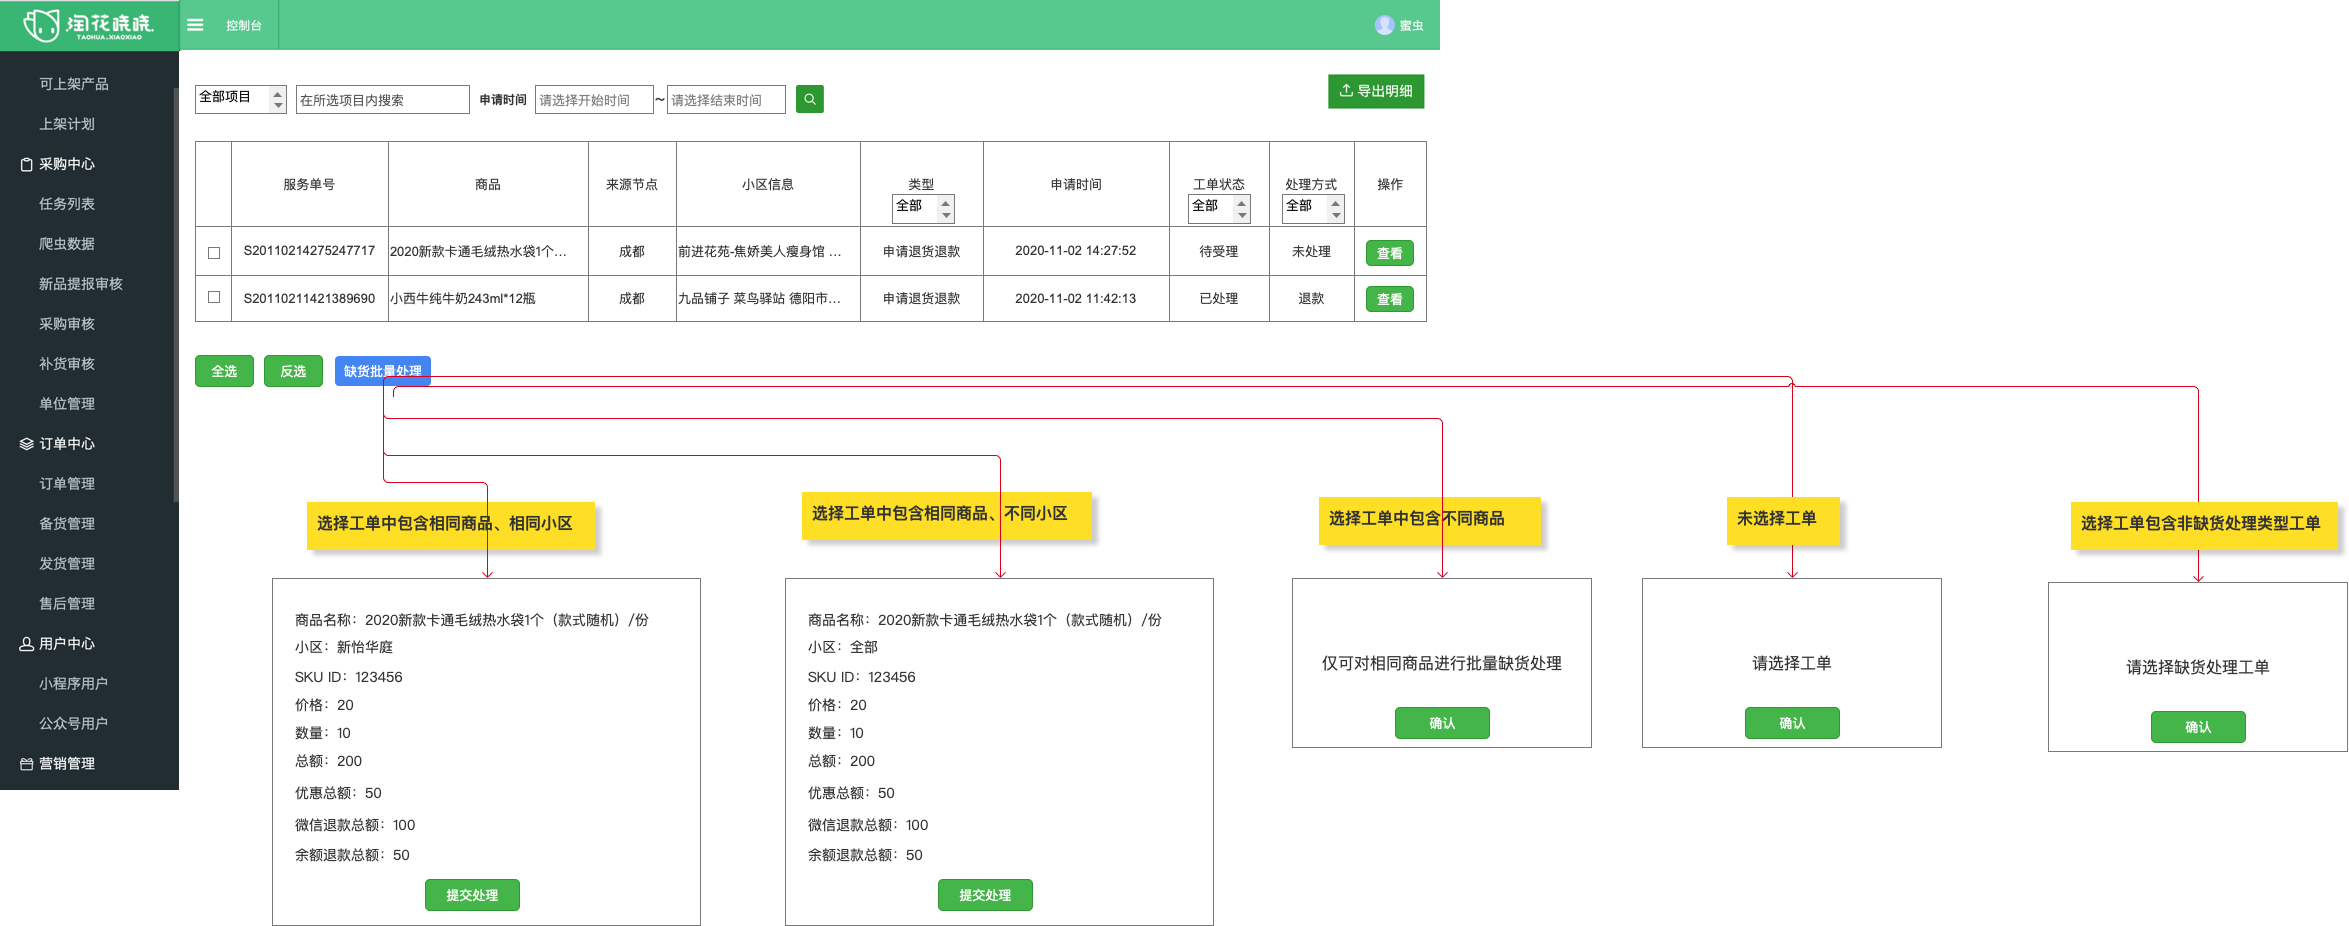 淘花晓晓.
TAOHUA.XIAOXIAO
控制台
蜜虫
可上架产品
上架计划
采购中心
任务列表
爬虫数据
新品提报审核
采购审核
补货审核
单位管理
订单中心
订单管理
备货管理
发货管理
售后管理
用户中心
小程序用户
公众号用户
营销管理
全部项目 在所选项目内搜索 申请时间 请选择开始时间 ~ 请选择结束时间
导出明细
服务单号 商品 来源节点 小区信息 类型 申请时间 工单状态 处理方式 操作
全部 全部 全部
S20110214275247717 2020新款卡通毛绒热水袋1个... 成都 前进花苑-焦娇美人瘦身馆 ... 申请退货退款 2020-11-02 14:27:52 待受理 未处理 查看
S20110211421389690 小西牛纯牛奶243ml*12瓶 成都 九品铺子 菜鸟驿站 德阳市... 申请退货退款 2020-11-02 11:42:13 已处理 退款 查看
全选 反选 缺货批量处理
选择工单中包含相同商品、相同小区
商品名称：2020新款卡通毛绒热水袋1个（款式随机）/份
小区：新怡华庭
SKU ID：123456
价格：20
数量：10
总额：200
优惠总额：50
微信退款总额：100
余额退款总额：50
提交处理
选择工单中包含相同商品、不同小区
商品名称：2020新款卡通毛绒热水袋1个（款式随机）/份
小区：全部
SKU ID：123456
价格：20
数量：10
总额：200
优惠总额：50
微信退款总额：100
余额退款总额：50
提交处理
选择工单中包含不同商品
仅可对相同商品进行批量缺货处理
确认
未选择工单
请选择工单
确认
选择工单包含非缺货处理类型工单
请选择缺货处理工单
确认